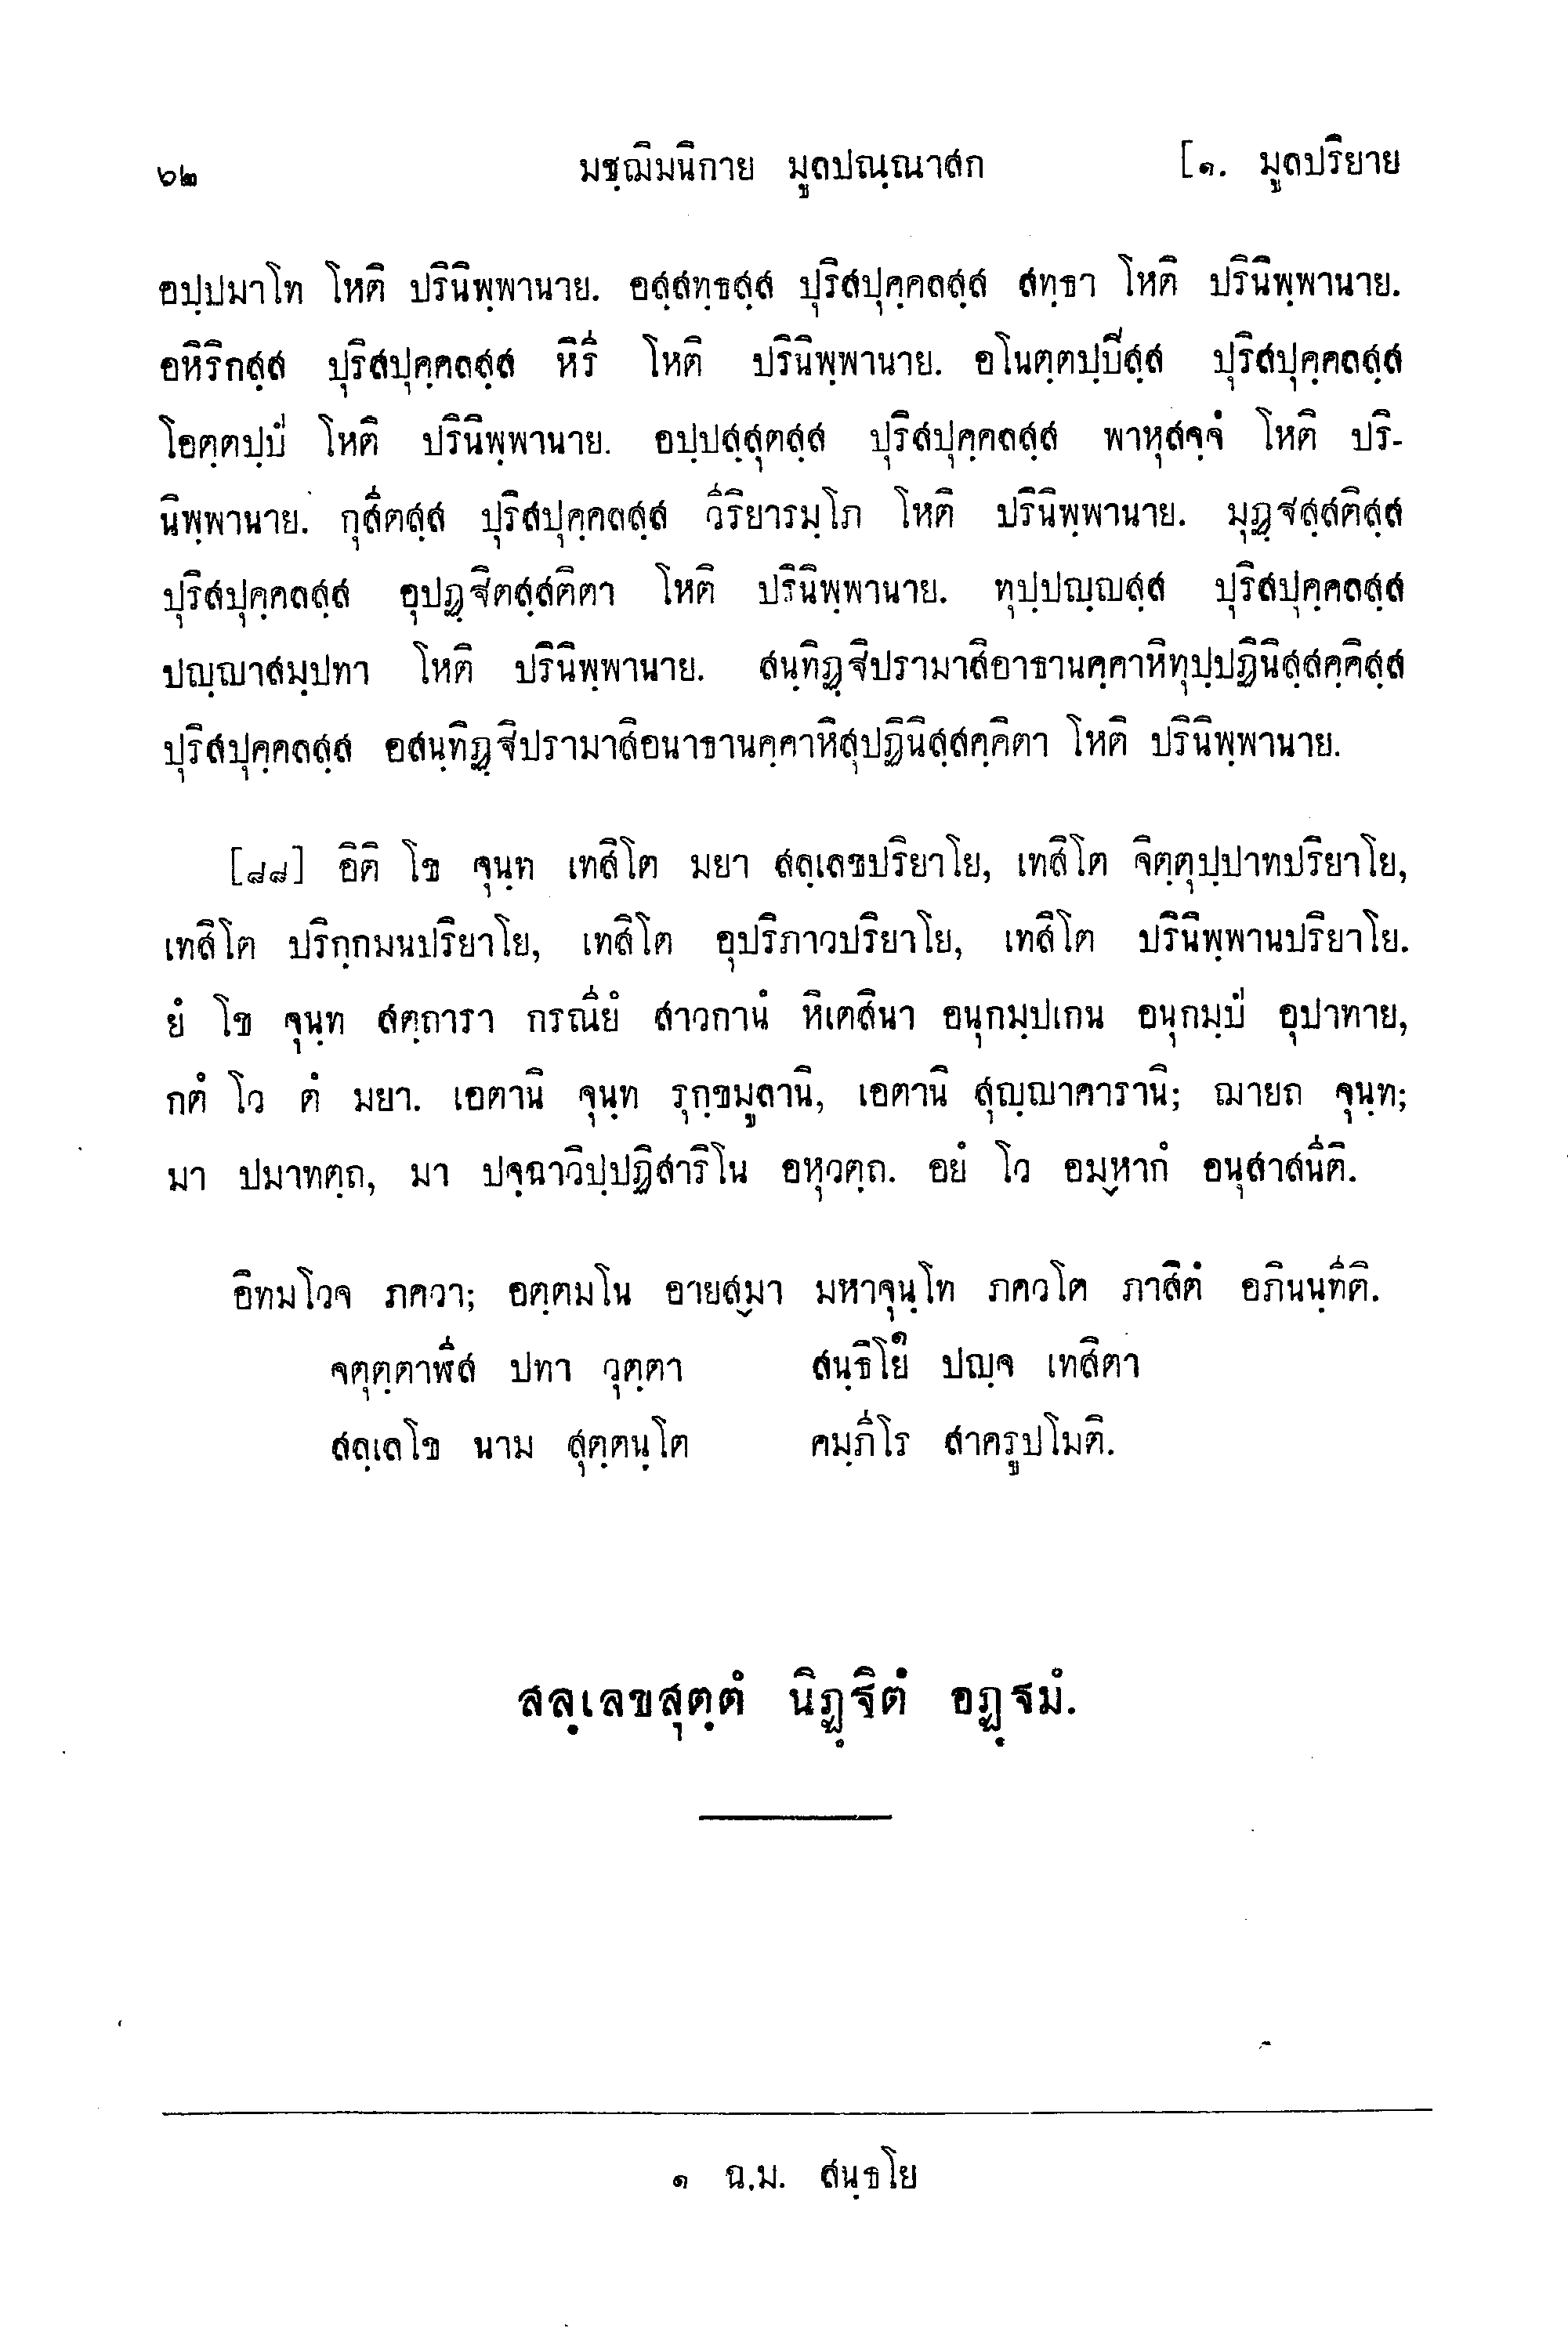 ๖๒ มชฺฌิมนิกาย มูลปณฺณาสก [๑. มูลปริยาย
อปฺปมาโท โหติ ปรินิพฺพานาย. อสฺสทฺธสฺส ปุริสปุคฺคลสฺส สทฺธา โหติ ปรินิพฺพานาย.
อหิริกสฺส ปุริสปุคฺคลสฺส หิรี โหติ ปรินิพฺพานาย. อโนตฺตปฺปิสฺส ปุริสปุคฺคลสฺส
โอตฺตปฺปํ โหติ ปรินิพฺพานาย. อปฺปสฺสุตสฺส ปุริสปุคฺคลสฺส พาหุสจฺจํ โหติ ปริ-
นิพฺพานาย. กุสีตสฺส ปุริสปุคฺคลสฺส วีริยารมฺโภ โหติ ปรินิพฺพานาย. มุฏฺฐสฺสติสฺส
ปุริสปุคฺคลสฺส อุปฏฺฐิตสฺสติตา โหติ ปรินิพฺพานาย. ทุปฺปญฺญสฺส ปุริสปุคฺคลสฺส
ปญฺญาสมฺปทา โหติ ปรินิพฺพานาย. สนฺทิฏฺฐิปรามาสิอาธานคฺคาหิทุปฺปฏินิสฺสคฺคิสฺส
ปุริสปุคฺคลสฺส อสนฺทิฏฺฐิปรามาสิอนาธานคฺคาหิสุปฏินิสฺสคฺคิตา โหติ ปรินิพฺพานาย.
[๘๘] อิติ โข จุนฺท เทสิโต มยา สลฺเลขปริยาโย, เทสิโต จิตฺตุปฺปาทปริยาโย,
เทสิโต ปริกฺกมนปริยาโย, เทสิโต อุปริภาวปริยาโย, เทสิโต ปรินิพฺพานปริยาโย.
ยํ โข จุนฺท สตฺถารา กรณียํ สาวกานํ หิเตสินา อนุกมฺปเกน อนุกมฺปํ อุปาทาย,
กตํ โว ตํ มยา. เอตานิ จุนฺท รุกฺขมูลานิ, เอตานิ สุญฺญาคารานิ; ฌายถ จุนฺท;
มา ปมาทตฺถ, มา ปจฺฉาวิปฺปฏิสาริโน อหุวตฺถ. อยํ โว อมฺหากํ อนุสาสนีติ.
อิทมโวจ ภควา; อตฺตมโน อายสฺมา มหาจุนฺโท ภควโต ภาสิตํ อภินนฺทีติ.
จตุตฺตาฬีส ปทา วุตฺตา สนฺธิโย๑ ปญฺจ เทสิตา
สลฺเลโข นาม สุตฺตนฺโต คมฺภีโร สาครูปโมติ.
สลฺเลขสุตฺตํ นิฏฺฐิตํ อฏฺฐมํ.
๑ ฉ.ม. สนฺธโย